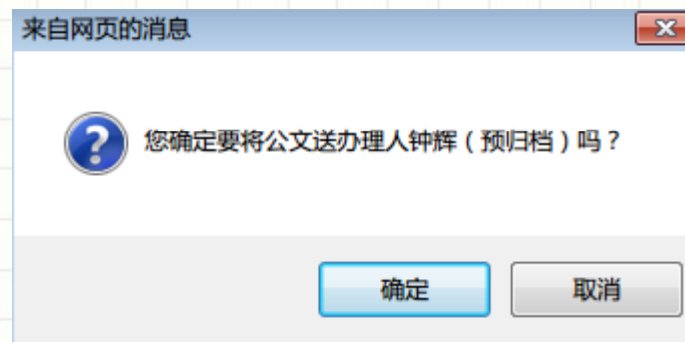 来自网页的消息
您确定要将公文送办理人钟辉（预归档）吗？
确定
取消